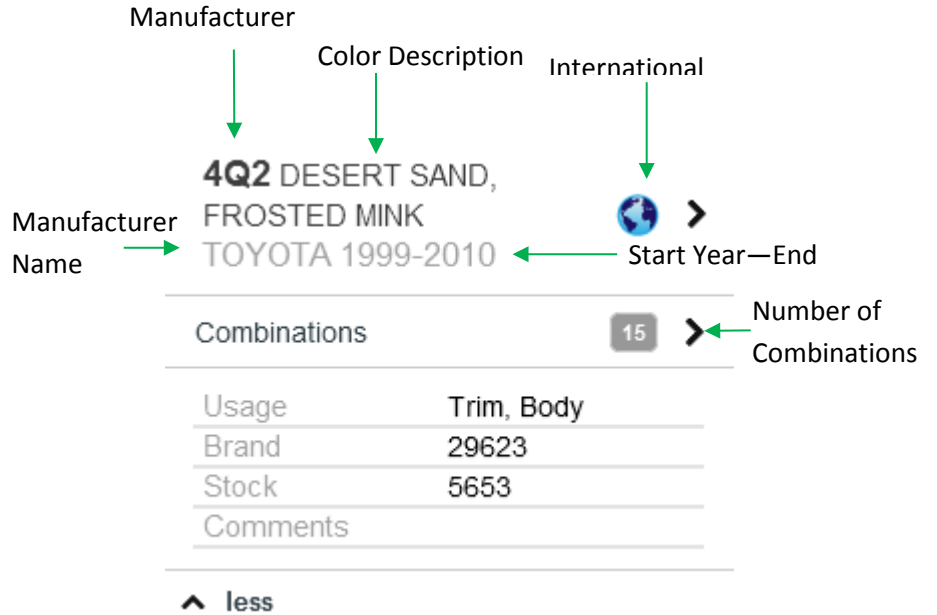 Manufacturer
Color Description
International
4Q2 DESERT SAND,
FROSTED MINK
TOYOTA 1999-2010
Manufacturer
Name
Start Year—End
Combinations
15
Number of
Combinations
Usage Trim, Body
Brand 29623
Stock 5653
Comments
less